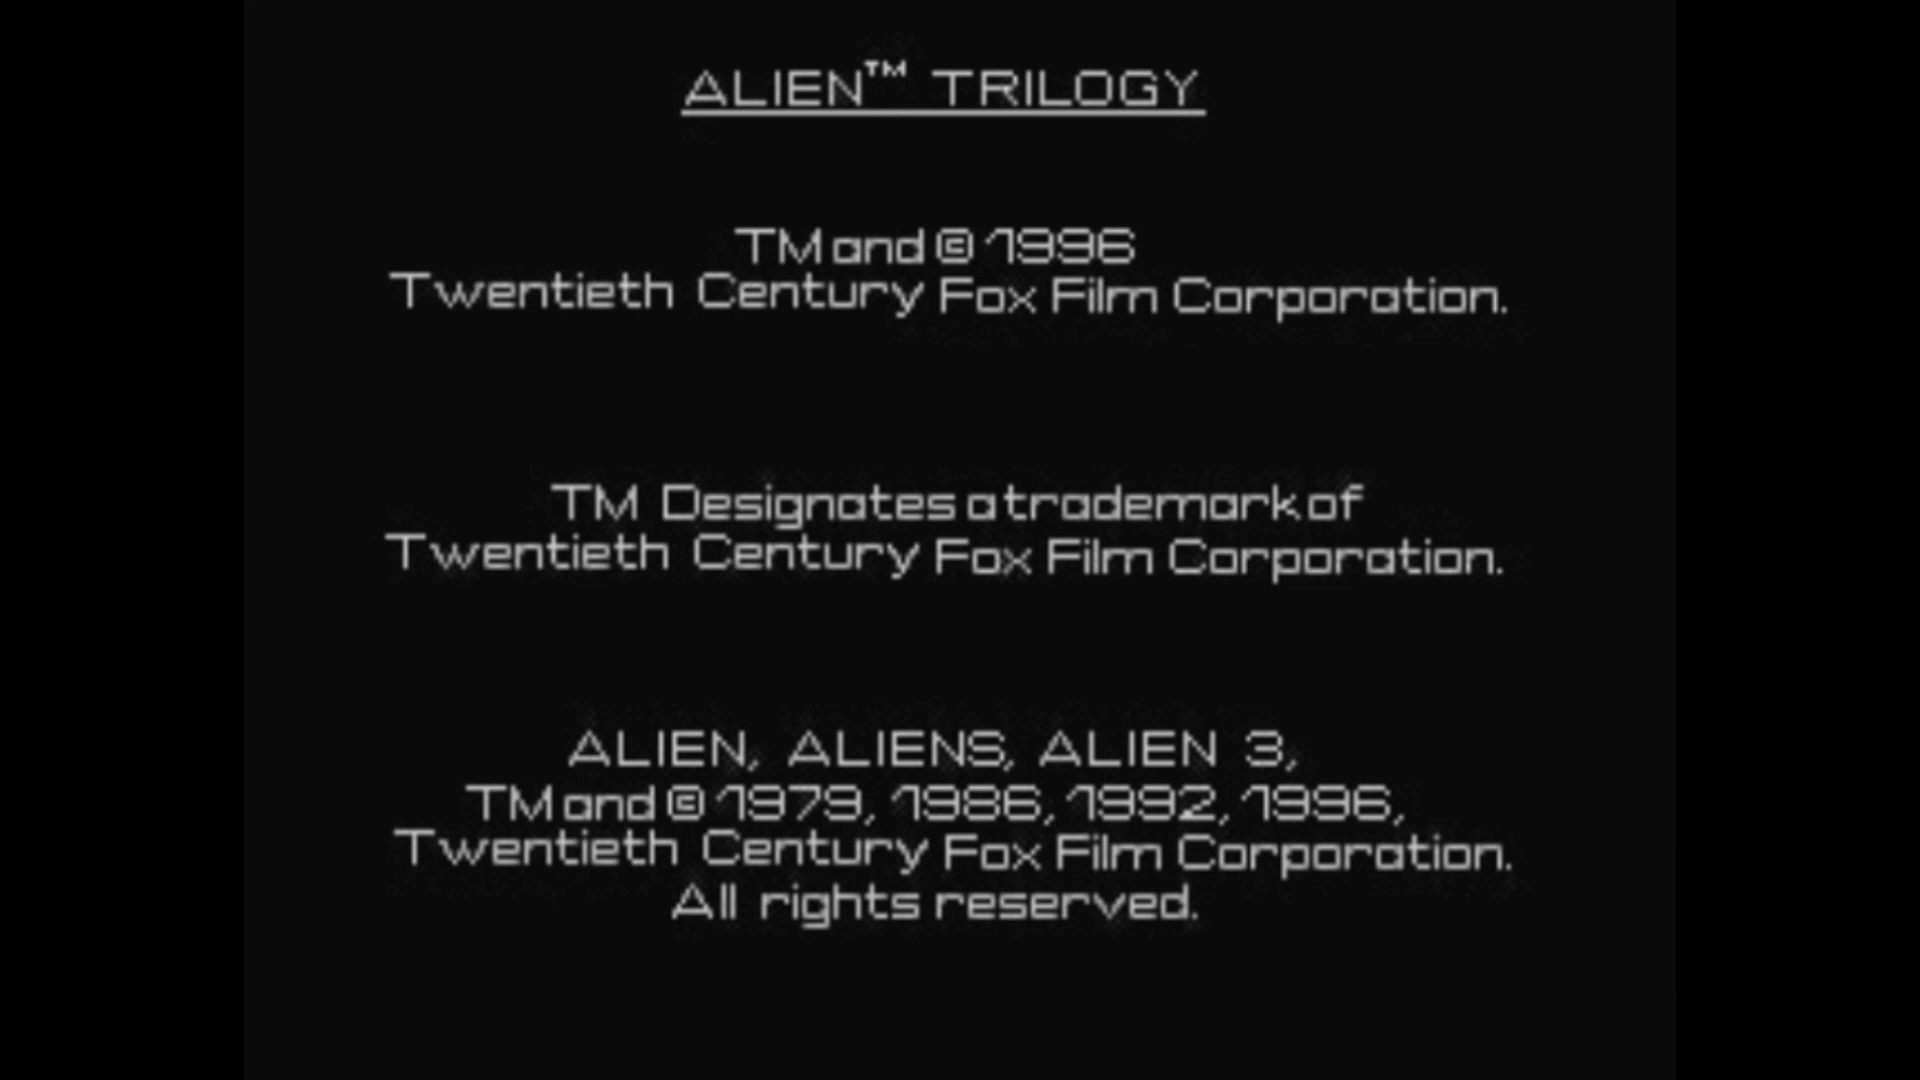 ALIEN™ TRILOGY
TM and © 1996
Twentieth Century Fox Film Corporation.
TM Designates a trademark of
Twentieth Century Fox Film Corporation.
ALIEN, ALIENS, ALIEN 3,
TM and © 1979, 1986, 1992, 1996,
Twentieth Century Fox Film Corporation.
All rights reserved.